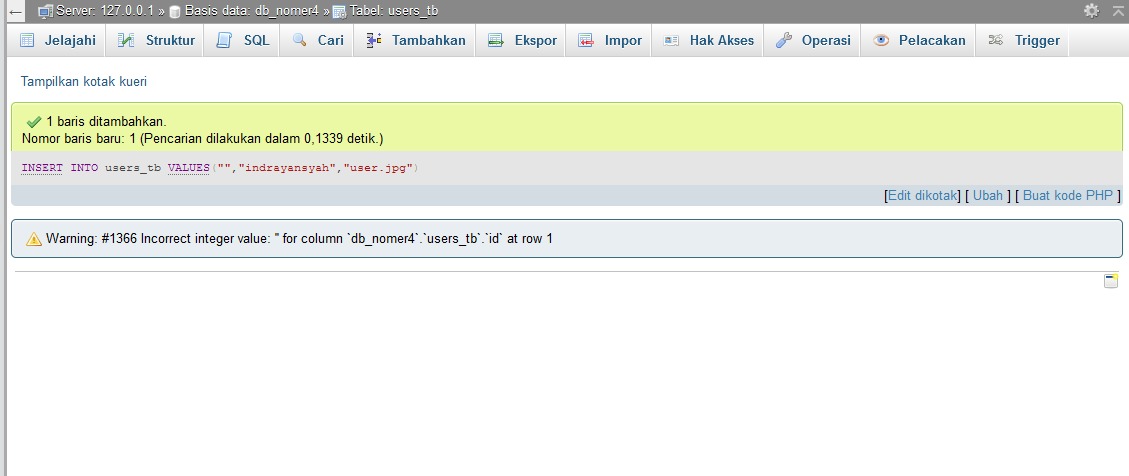 Server: 127.0.0.1 » Basis data: db_nomer4 » Tabel: users_tb
Jelajahi Struktur SQL Cari Tambahkan Ekspor Impor Hak Akses Operasi Pelacakan Trigger
Tampilkan kotak kueri
1 baris ditambahkan.
Nomor baris baru: 1 (Pencarian dilakukan dalam 0,1339 detik.)
INSERT INTO users_tb VALUES("","indrayansyah","user.jpg")
[Edit dikotak] [ Ubah ] [ Buat kode PHP ]
Warning: #1366 Incorrect integer value: '' for column `db_nomer4`.`users_tb`.`id` at row 1